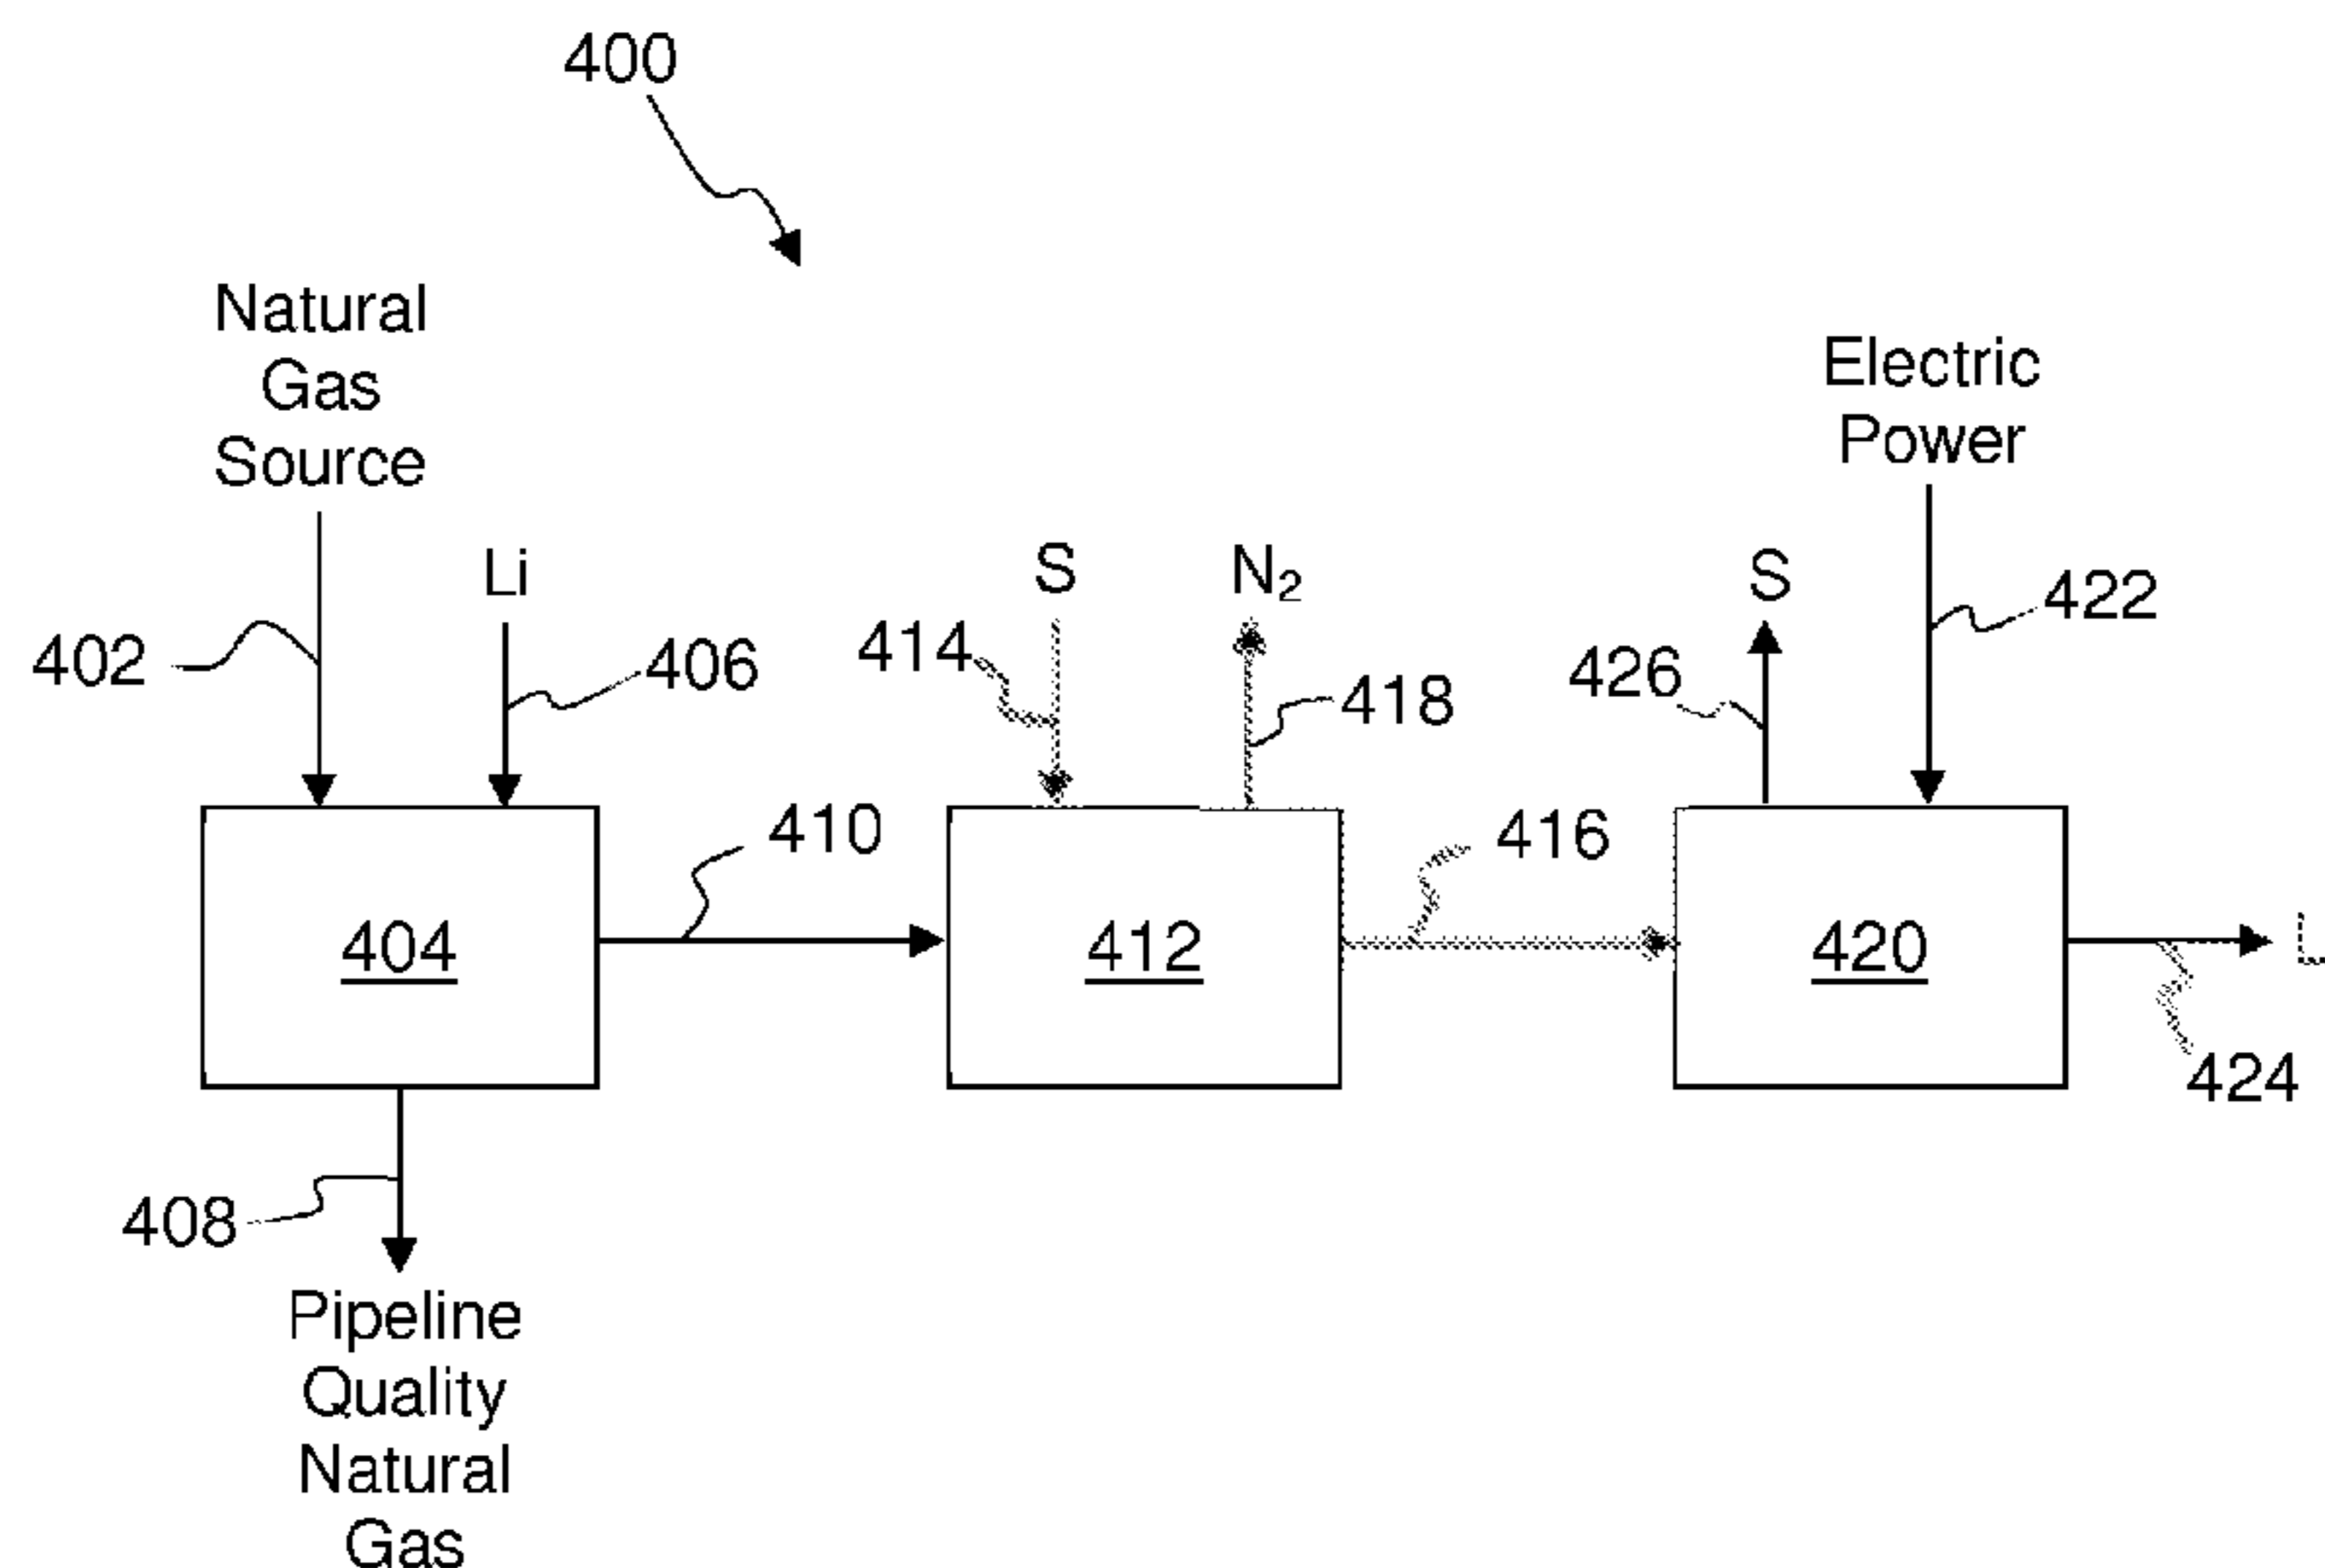 400
Natural
Gas
Source
Electric
Power
Li
S
N₂
S
422
402
406
414
418
426
410
416
404
412
420
424
408
Pipeline
Quality
Natural
Gas